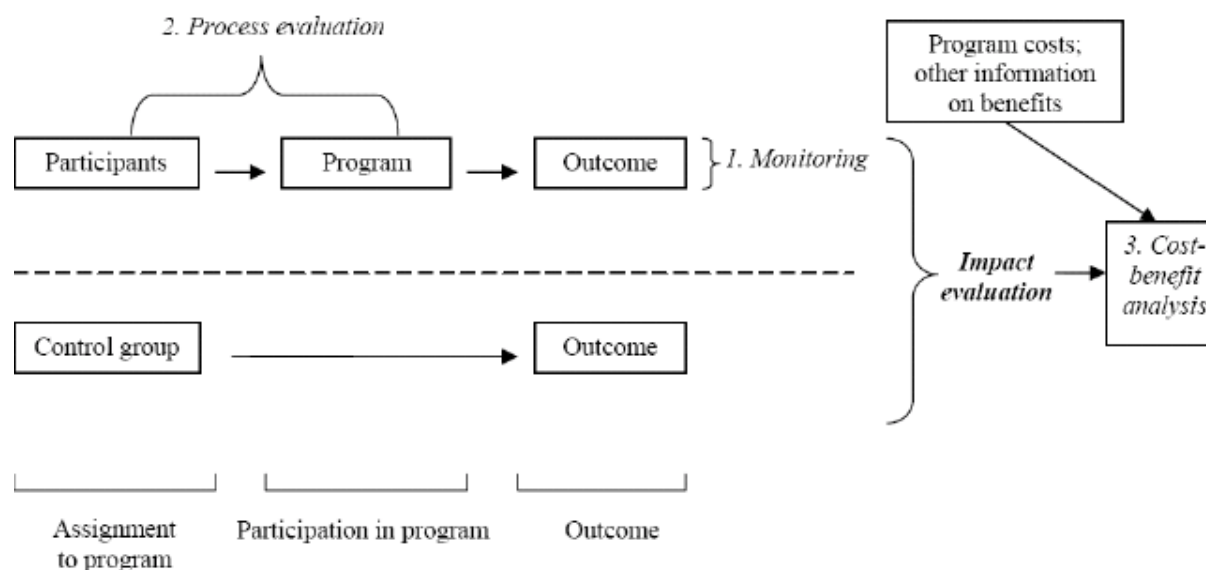 2. Process evaluation
Program costs;
other information
on benefits
Participants
Program
Outcome
1. Monitoring
3. Cost-
benefit
analysis
Impact
evaluation
Control group
Outcome
Assignment
to program
Participation in program
Outcome